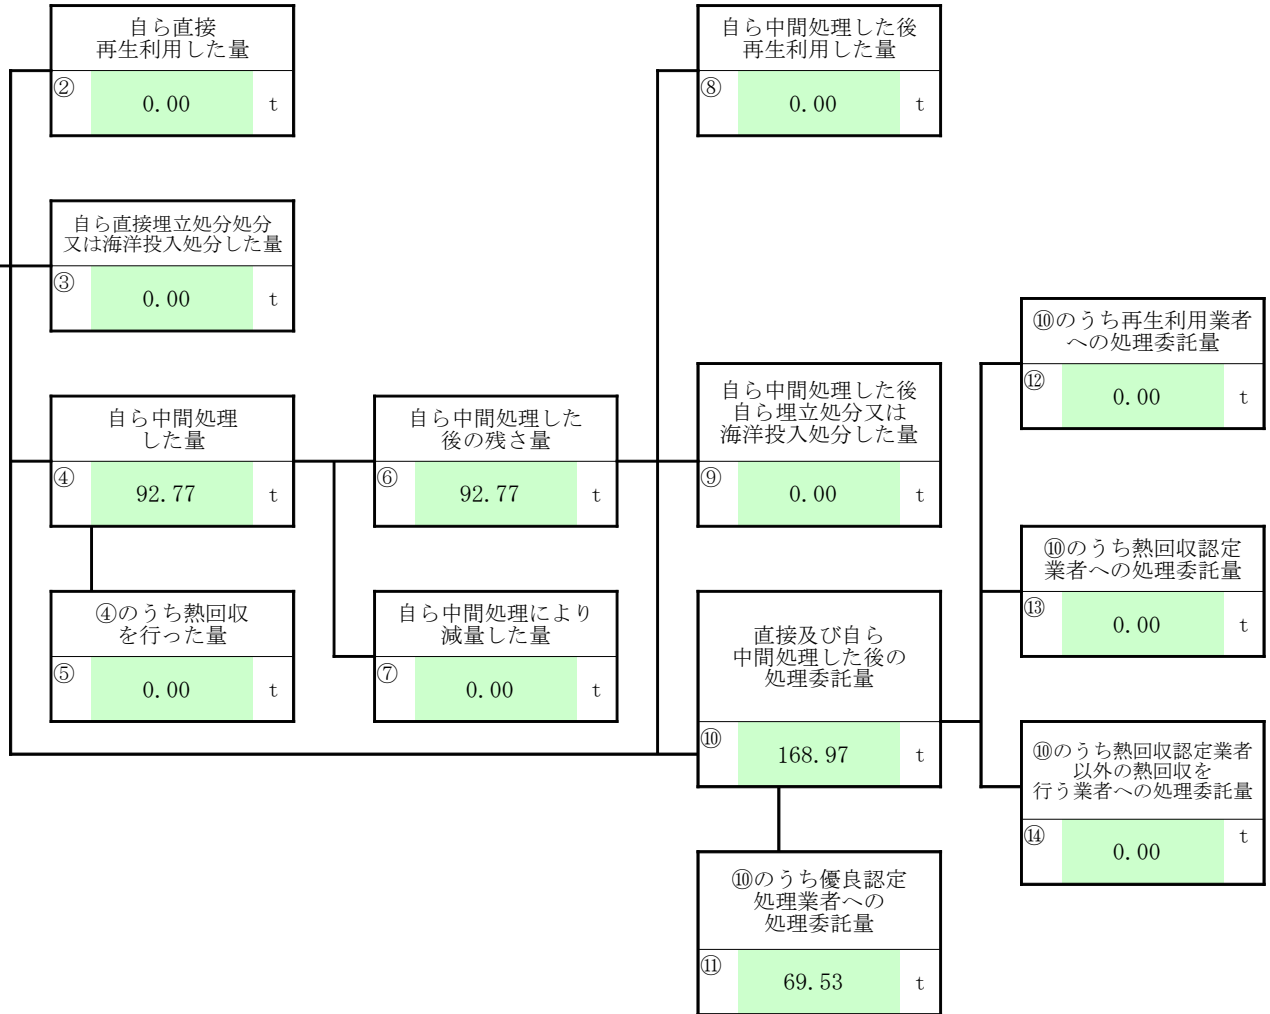 自ら直接
再生利用した量
②
0.00
t
自ら中間処理した後
再生利用した量
⑧
0.00
t
自ら直接埋立処分処分
又は海洋投入処分した量
③
0.00
t
⑩のうち再生利用業者
への処理委託量
⑫
0.00
t
自ら中間処理
した量
④
92.77
t
自ら中間処理した
後の残さ量
⑥
92.77
t
自ら中間処理した後
自ら埋立処分又は
海洋投入処分した量
⑨
0.00
t
⑩のうち熱回収認定
業者への処理委託量
⑬
0.00
t
④のうち熱回収
を行った量
⑤
0.00
t
自ら中間処理により
減量した量
⑦
0.00
t
直接及び自ら
中間処理した後の
処理委託量
⑩
168.97
t
⑩のうち熱回収認定業者
以外の熱回収を
行う業者への処理委託量
⑭
0.00
t
⑩のうち優良認定
処理業者への
処理委託量
⑪
69.53
t